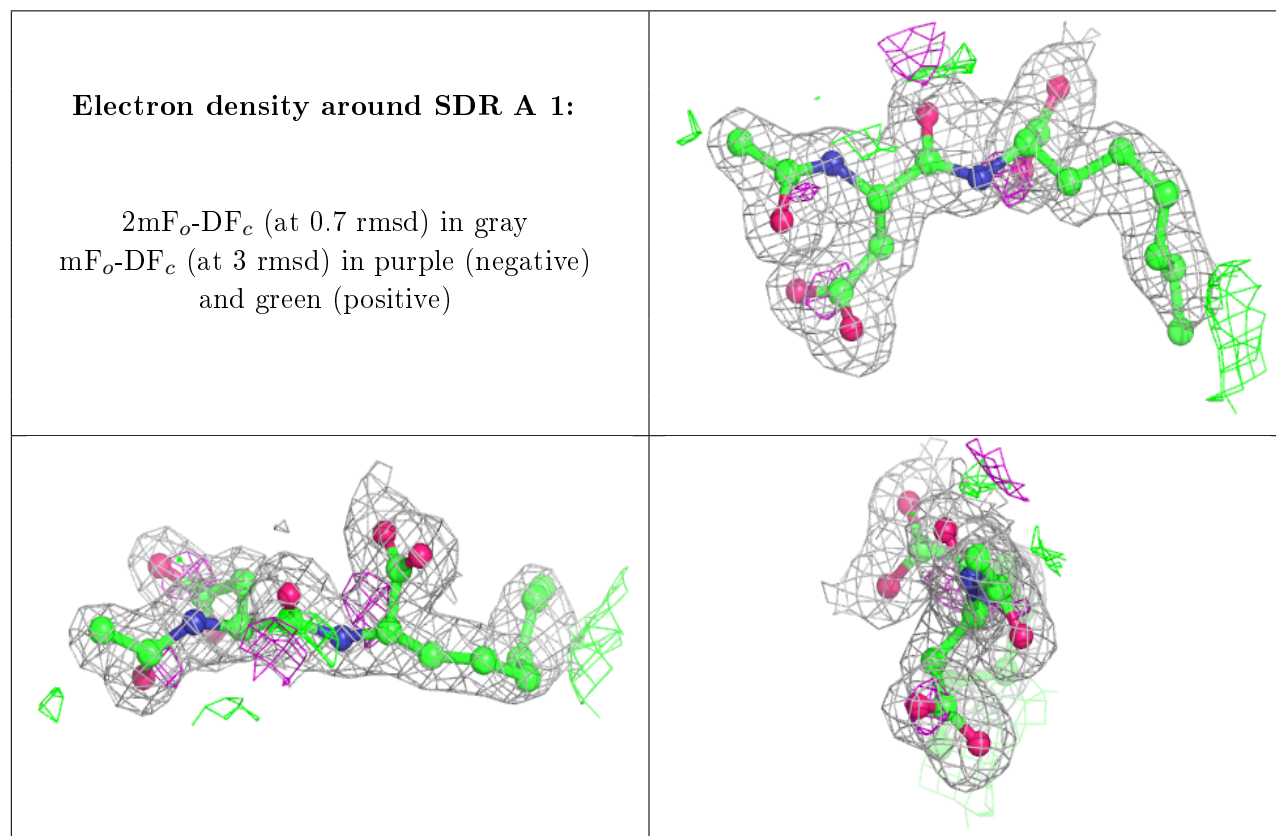 Electron density around SDR A 1:
2mFₒ-DF𝒸 (at 0.7 rmsd) in gray
mFₒ-DF𝒸 (at 3 rmsd) in purple (negative)
and green (positive)